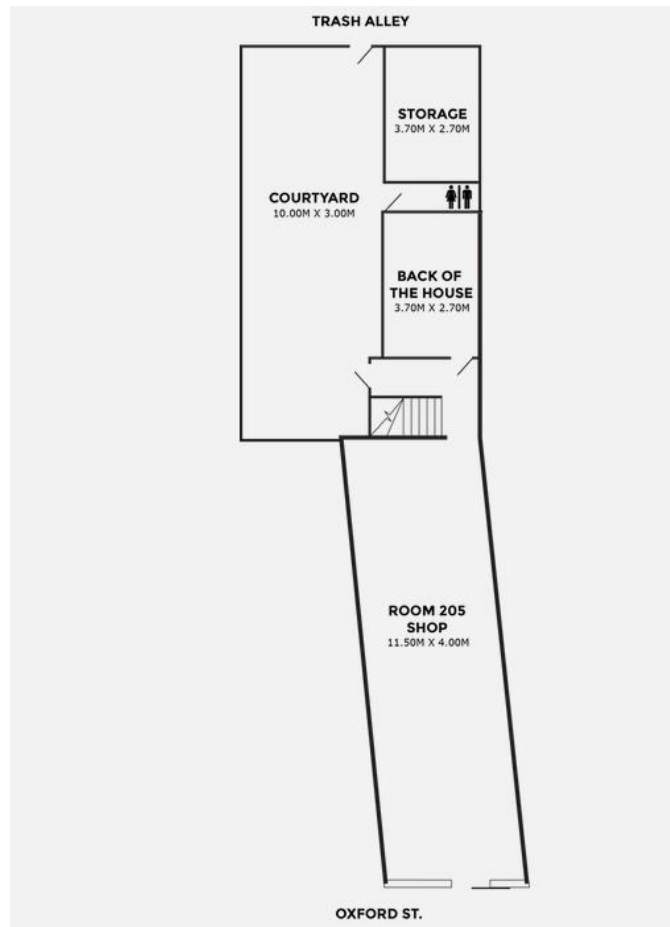 TRASH ALLEY
STORAGE
3.70M X 2.70M
COURTYARD
10.00M X 3.00M
BACK OF
THE HOUSE
3.70M X 2.70M
ROOM 205
SHOP
11.50M X 4.00M
OXFORD ST.